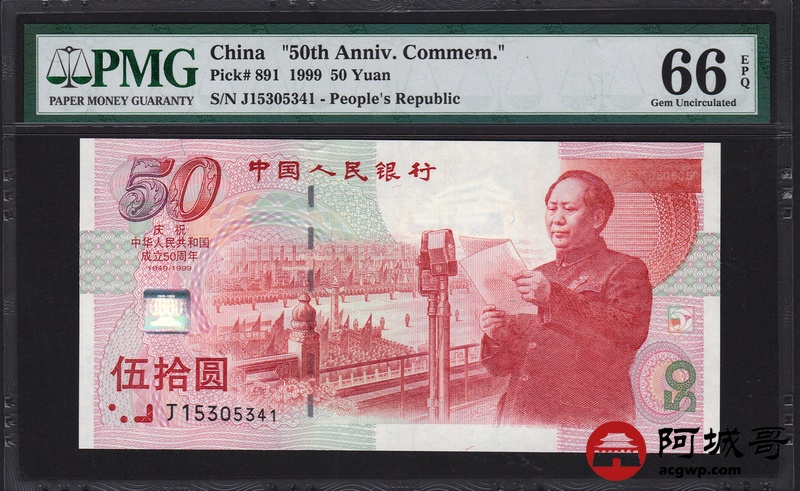 PMG
PAPER MONEY GUARANTY
China "50th Anniv. Commem."
Pick# 891 1999 50 Yuan
S/N J15305341 - People's Republic
66 EPQ
Gem Uncirculated
50
中国人民银行
庆祝
中华人民共和国
成立50周年
1949-1999
伍拾圆
J15305341
50
阿城哥
acgwp.com